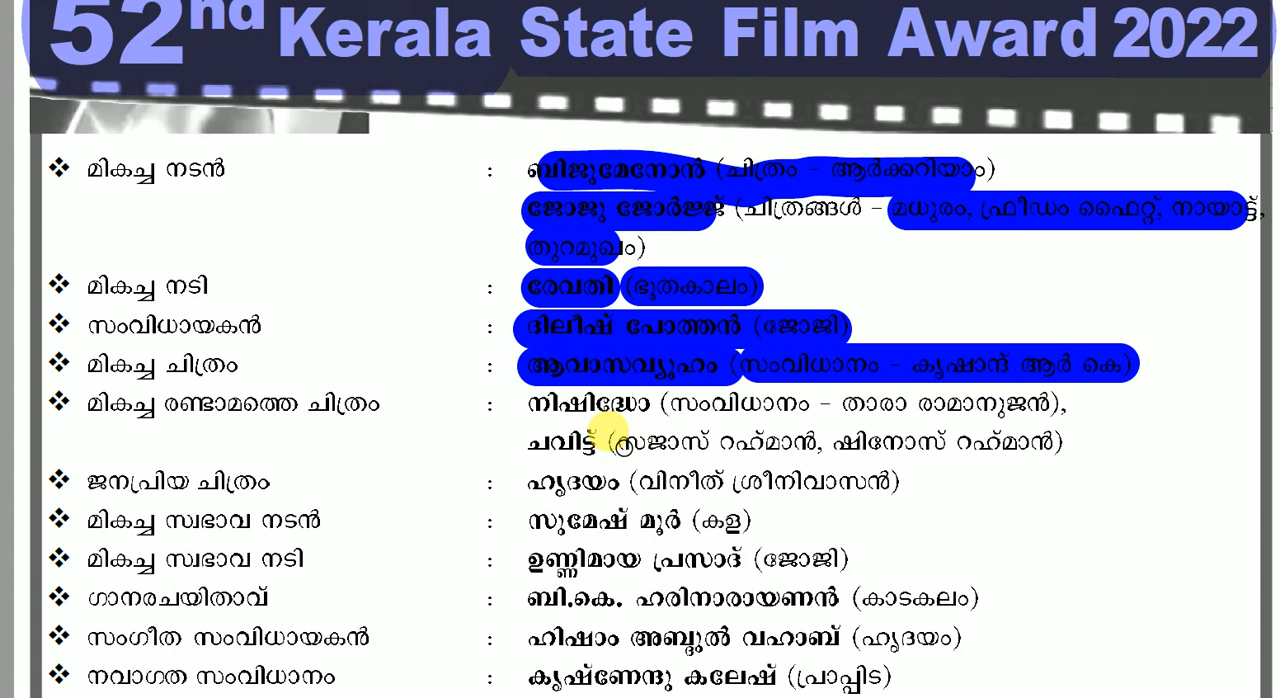 52nd Kerala State Film Award 2022
❖ മികച്ച നടൻ : ബിജുമേനോൻ (ചിത്രം – ആർക്കറിയാം)
ജോജു ജോർജ്ജ് (ചിത്രങ്ങൾ – മധുരം, ഫ്രീഡം ഫൈറ്റ്, നായാട്ട്,
തുറമുഖം)
❖ മികച്ച നടി : രേവതി (ഭൂതകാലം)
❖ സംവിധായകൻ : ദിലീഷ് പോത്തൻ (ജോജി)
❖ മികച്ച ചിത്രം : ആവാസവ്യൂഹം (സംവിധാനം – കൃഷാന്ദ് ആർ കെ)
❖ മികച്ച രണ്ടാമത്തെ ചിത്രം : നിഷിദ്ധോ (സംവിധാനം – താരാ രാമാനുജൻ),
ചവിട്ട് (സ്രജാസ് റഹ്മാൻ, ഷിനോസ് റഹ്മാൻ)
❖ ജനപ്രിയ ചിത്രം : ഹൃദയം (വിനീത് ശ്രീനിവാസൻ)
❖ മികച്ച സ്വഭാവ നടൻ : സുമേഷ് മൂർ (കള)
❖ മികച്ച സ്വഭാവ നടി : ഉണ്ണിമായ പ്രസാദ് (ജോജി)
❖ ഗാനരചയിതാവ് : ബി.കെ. ഹരിനാരായണൻ (കാടകലം)
❖ സംഗീത സംവിധായകൻ : ഹിഷാം അബ്ദുൽ വഹാബ് (ഹൃദയം)
❖ നവാഗത സംവിധാനം : കൃഷ്ണേന്ദു കലേഷ് (പ്രാപ്പിട)